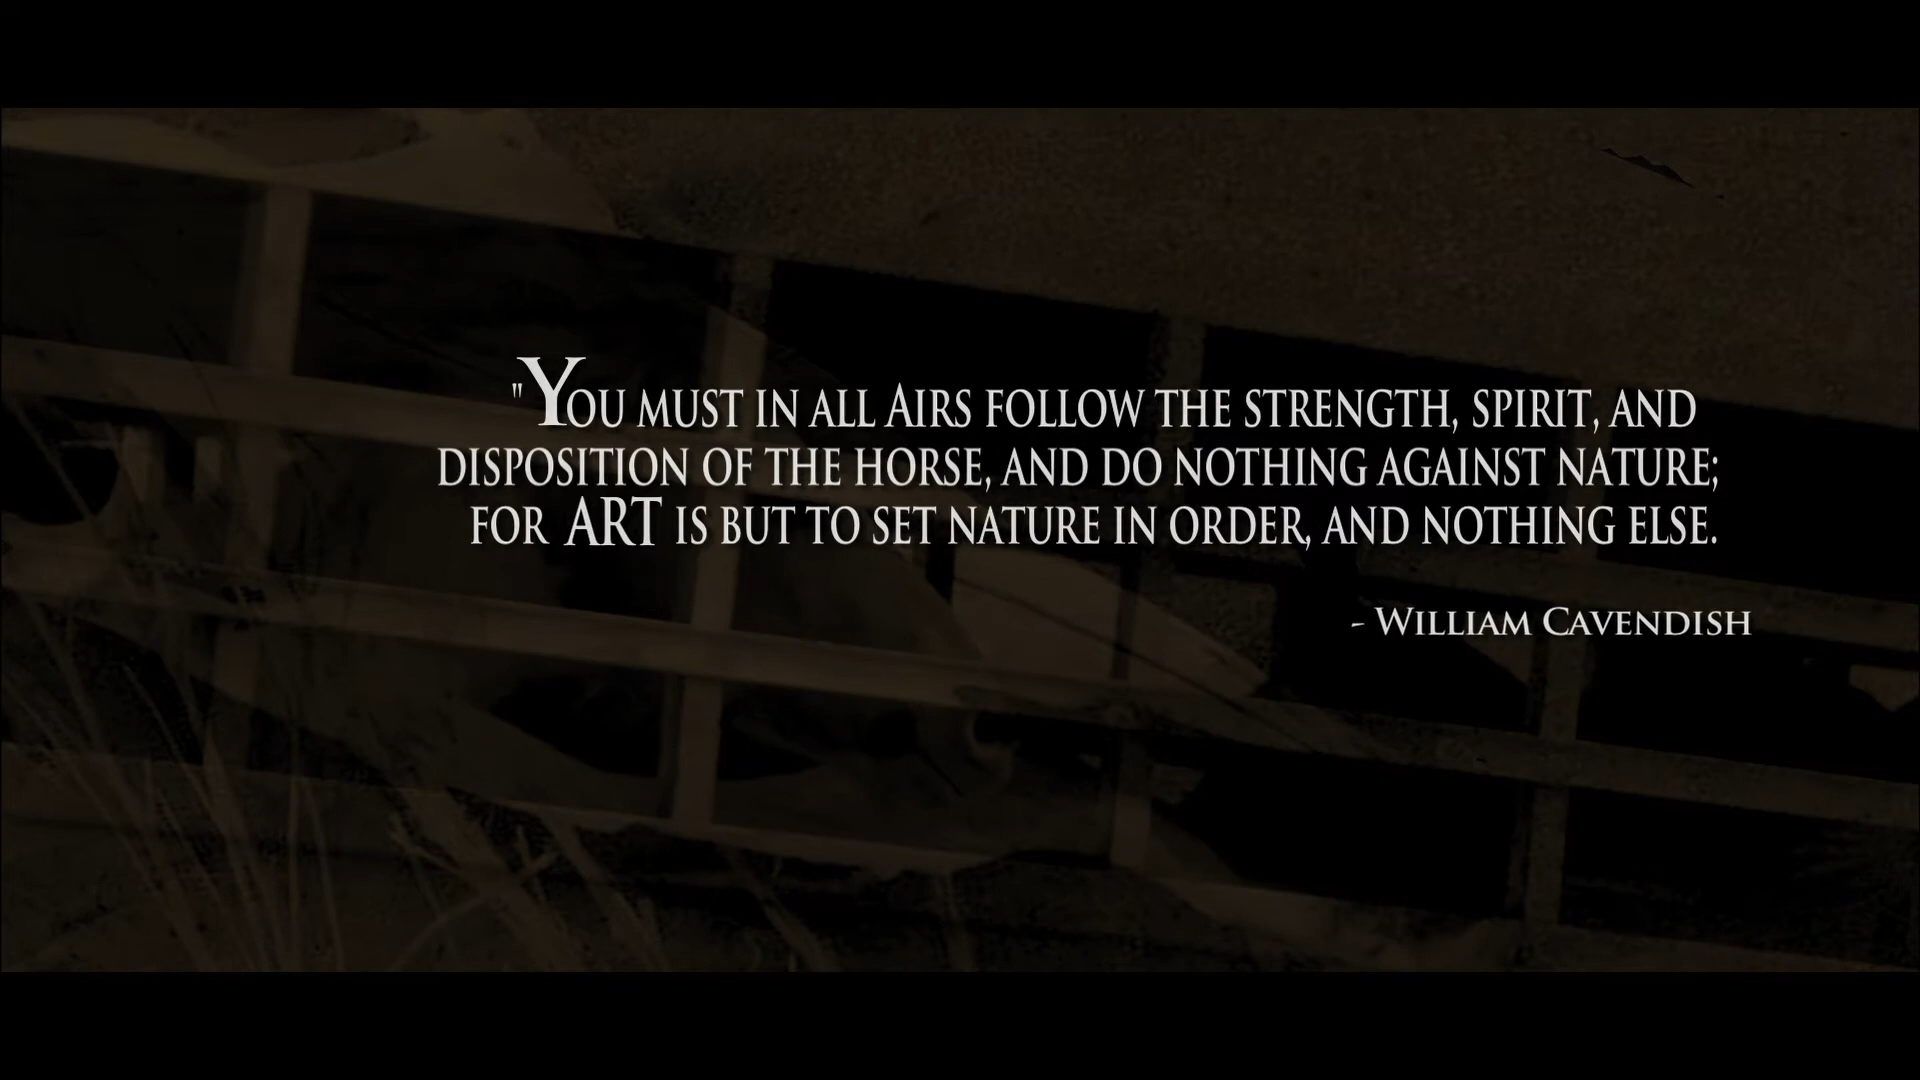 "YOU MUST IN ALL AIRS FOLLOW THE STRENGTH, SPIRIT, AND
DISPOSITION OF THE HORSE, AND DO NOTHING AGAINST NATURE;
FOR ART IS BUT TO SET NATURE IN ORDER, AND NOTHING ELSE.
- WILLIAM CAVENDISH